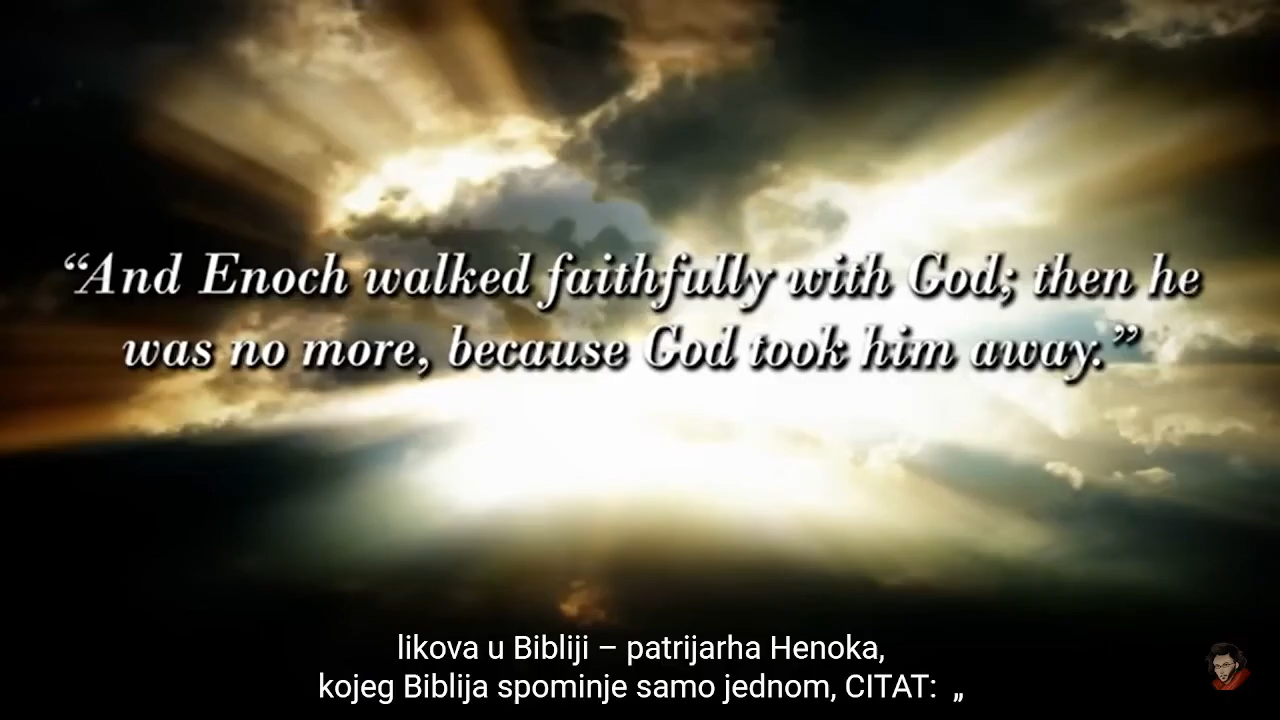 “And Enoch walked faithfully with God; then he
was no more, because God took him away.”
likova u Bibliji – patrijarha Henoka,
kojeg Biblija spominje samo jednom, CITAT: „